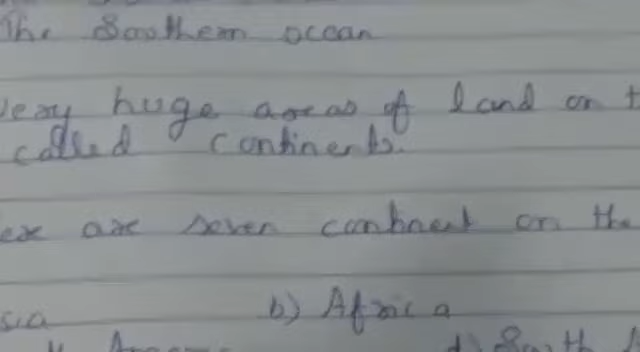 The Southern ocean
Very huge areas of land on t
called continents.
ere are seven continent on the
sia
b) Africa
d) South